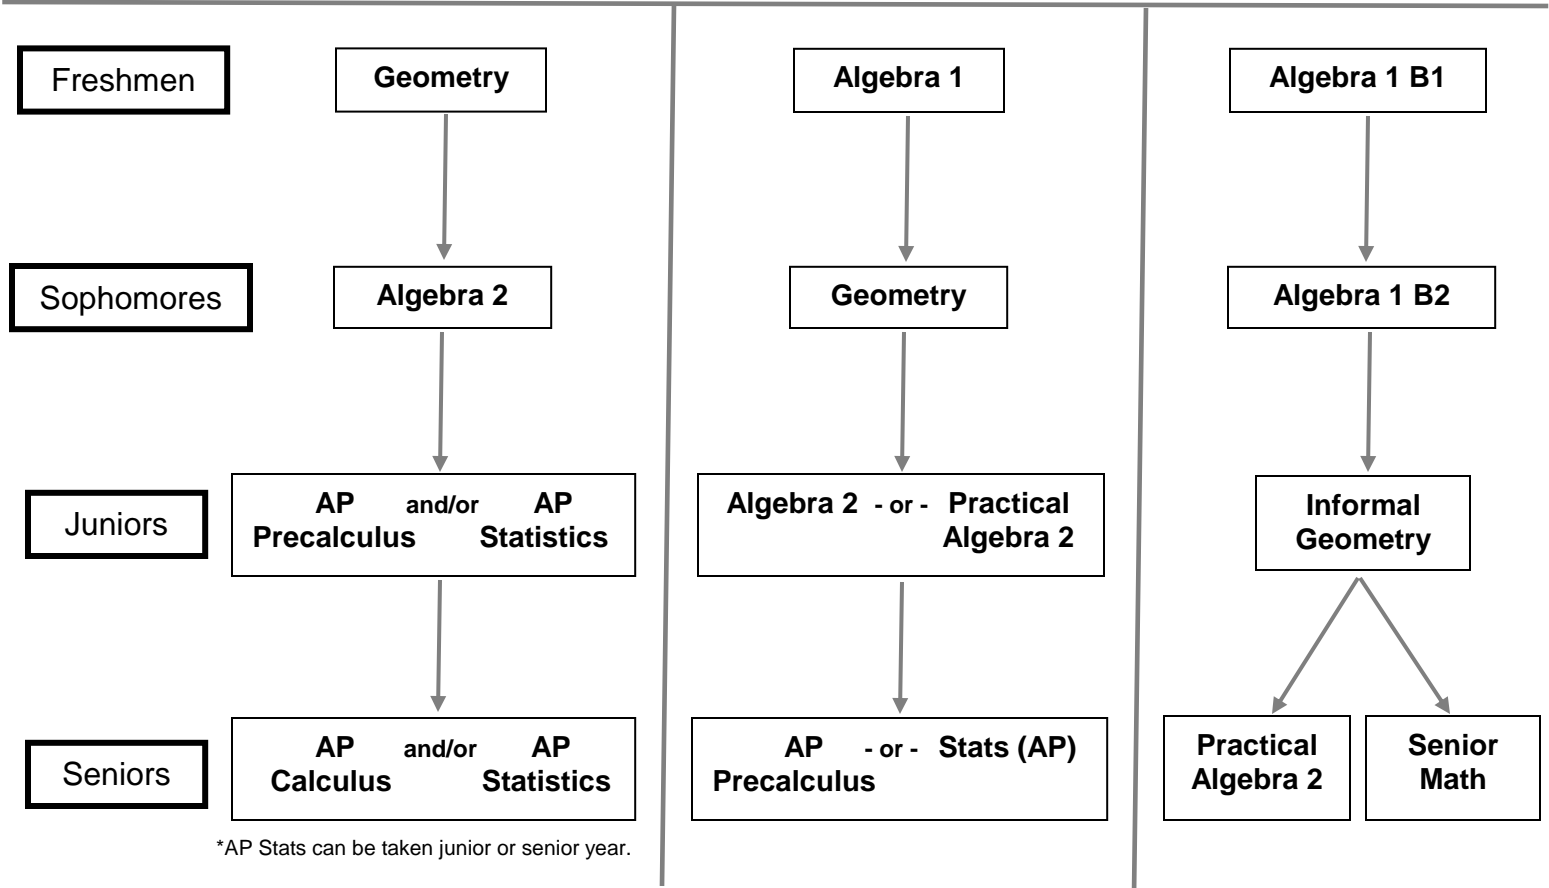 Freshmen
Geometry
Algebra 1
Algebra 1 B1
Sophomores
Algebra 2
Geometry
Algebra 1 B2
Juniors
AP and/or AP
Precalculus Statistics
Algebra 2 - or - Practical
Algebra 2
Informal
Geometry
Seniors
AP and/or AP
Calculus Statistics
AP - or - Stats (AP)
Precalculus
Practical
Algebra 2
Senior
Math
*AP Stats can be taken junior or senior year.